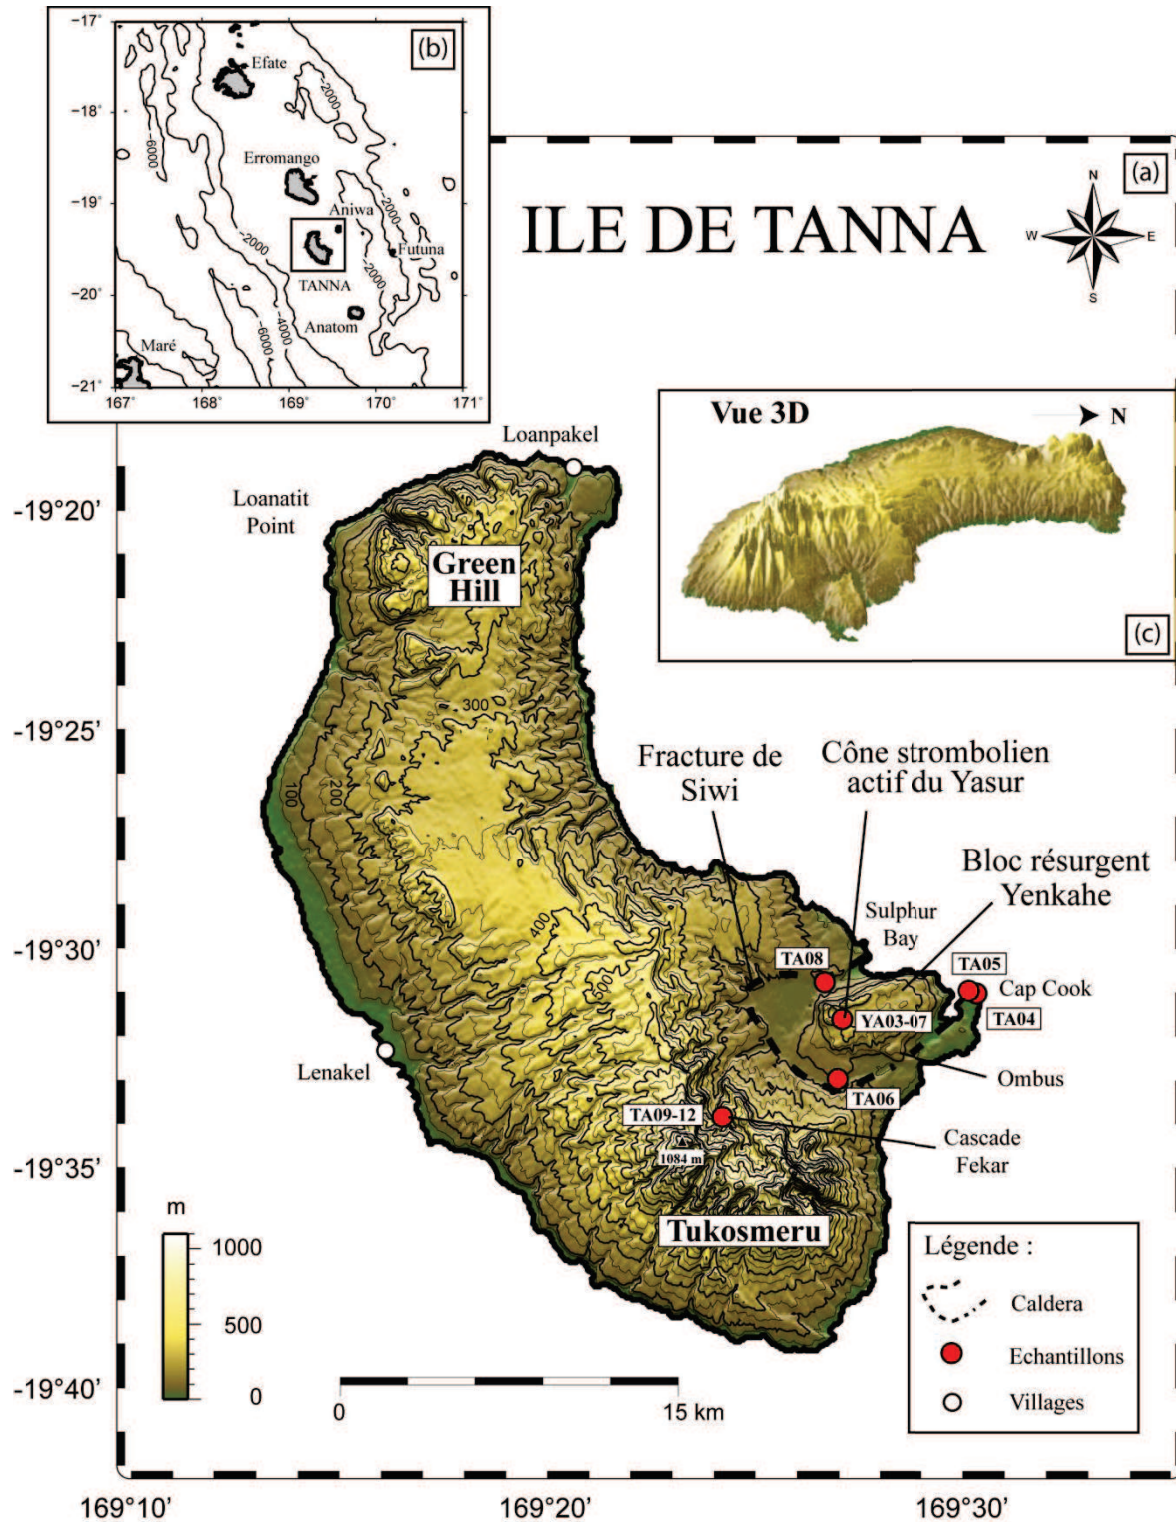 (b)
-17°
-18°
-19°
-20°
-21°
167°
168°
169°
170°
171°
Efate
Erromango
Aniwa
Futuna
TANNA
Anatom
Maré
-2000
-6000
-2000
-2000
-2000
-4000
-6000
(a)
ILE DE TANNA
N
W
E
S
Vue 3D
N
(c)
Loanpakel
Loanatit
Point
Green
Hill
-19°20'
-19°25'
-19°30'
-19°35'
-19°40'
300
200
100
400
500
Fracture de
Siwi
Cône strombolien
actif du Yasur
Bloc résurgent
Yenkahe
Sulphur
Bay
TA08
TA05
Cap Cook
TA04
YA03-07
Ombus
TA06
Lenakel
TA09-12
1084 m
Cascade
Fekar
Tukosmeru
m
1000
500
0
0
15 km
Légende :
Caldera
Echantillons
Villages
169°10'
169°20'
169°30'